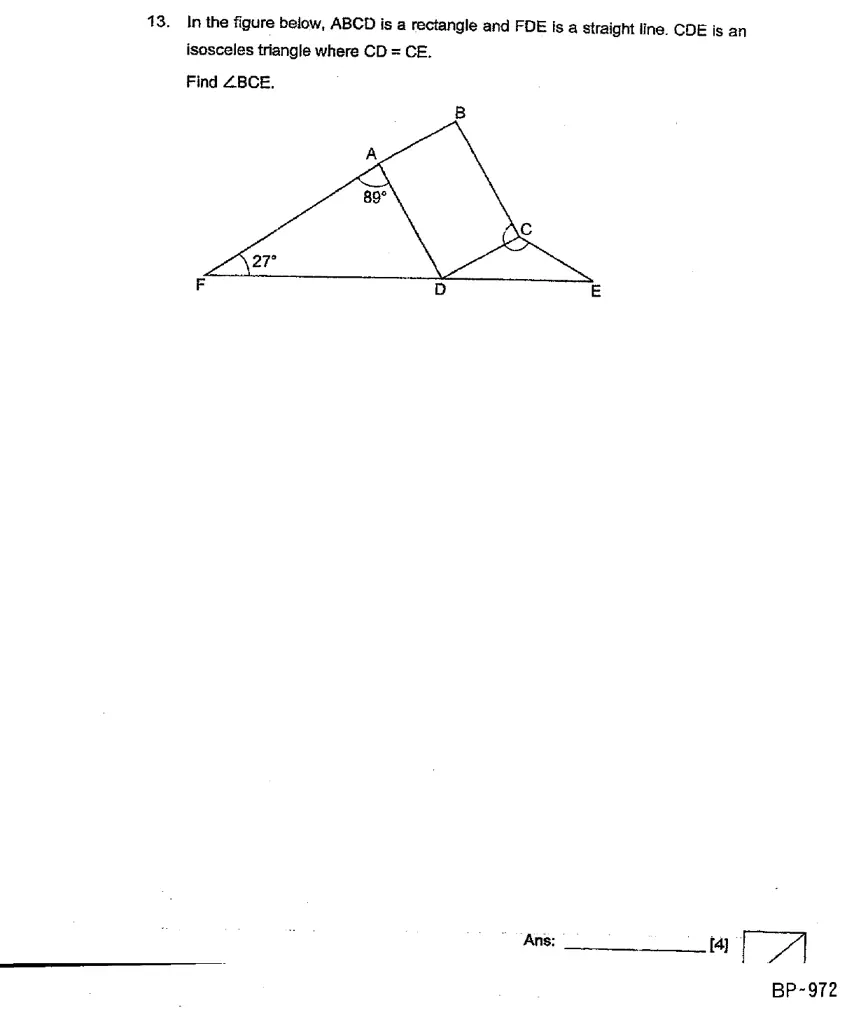 13. In the figure below, ABCD is a rectangle and FDE is a straight line. CDE is an
isosceles triangle where CD = CE.
Find ∠BCE.
B
A
89°
C
27°
F
D
E
Ans: ____________ [4]
BP-972